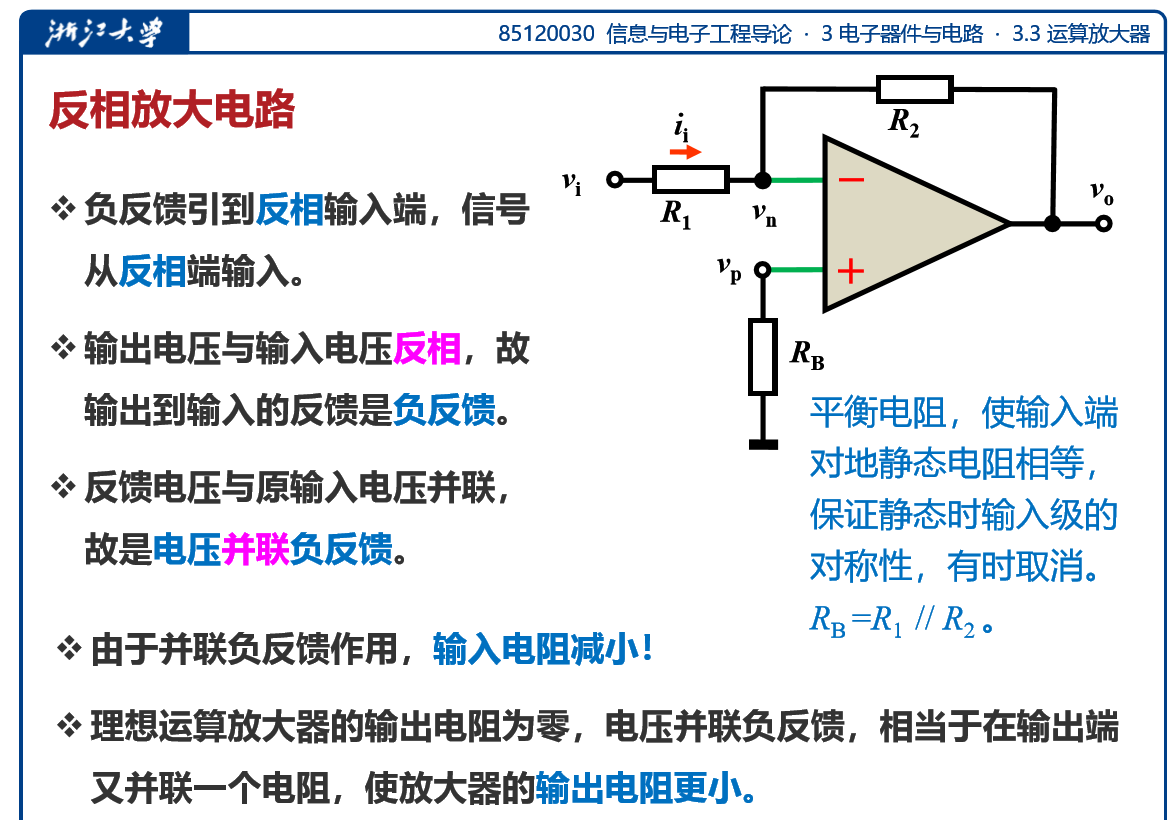 浙江大学
85120030 信息与电子工程导论 · 3 电子器件与电路 · 3.3 运算放大器
反相放大电路
❖ 负反馈引到反相输入端，信号
从反相端输入。
❖ 输出电压与输入电压反相，故
输出到输入的反馈是负反馈。
❖ 反馈电压与原输入电压并联，
故是电压并联负反馈。
❖ 由于并联负反馈作用，输入电阻减小！
❖ 理想运算放大器的输出电阻为零，电压并联负反馈，相当于在输出端
又并联一个电阻，使放大器的输出电阻更小。
R2
ii
vi
R1
vn
−
vo
vp
+
RB
平衡电阻，使输入端
对地静态电阻相等，
保证静态时输入级的
对称性，有时取消。
RB=R1 // R2 。